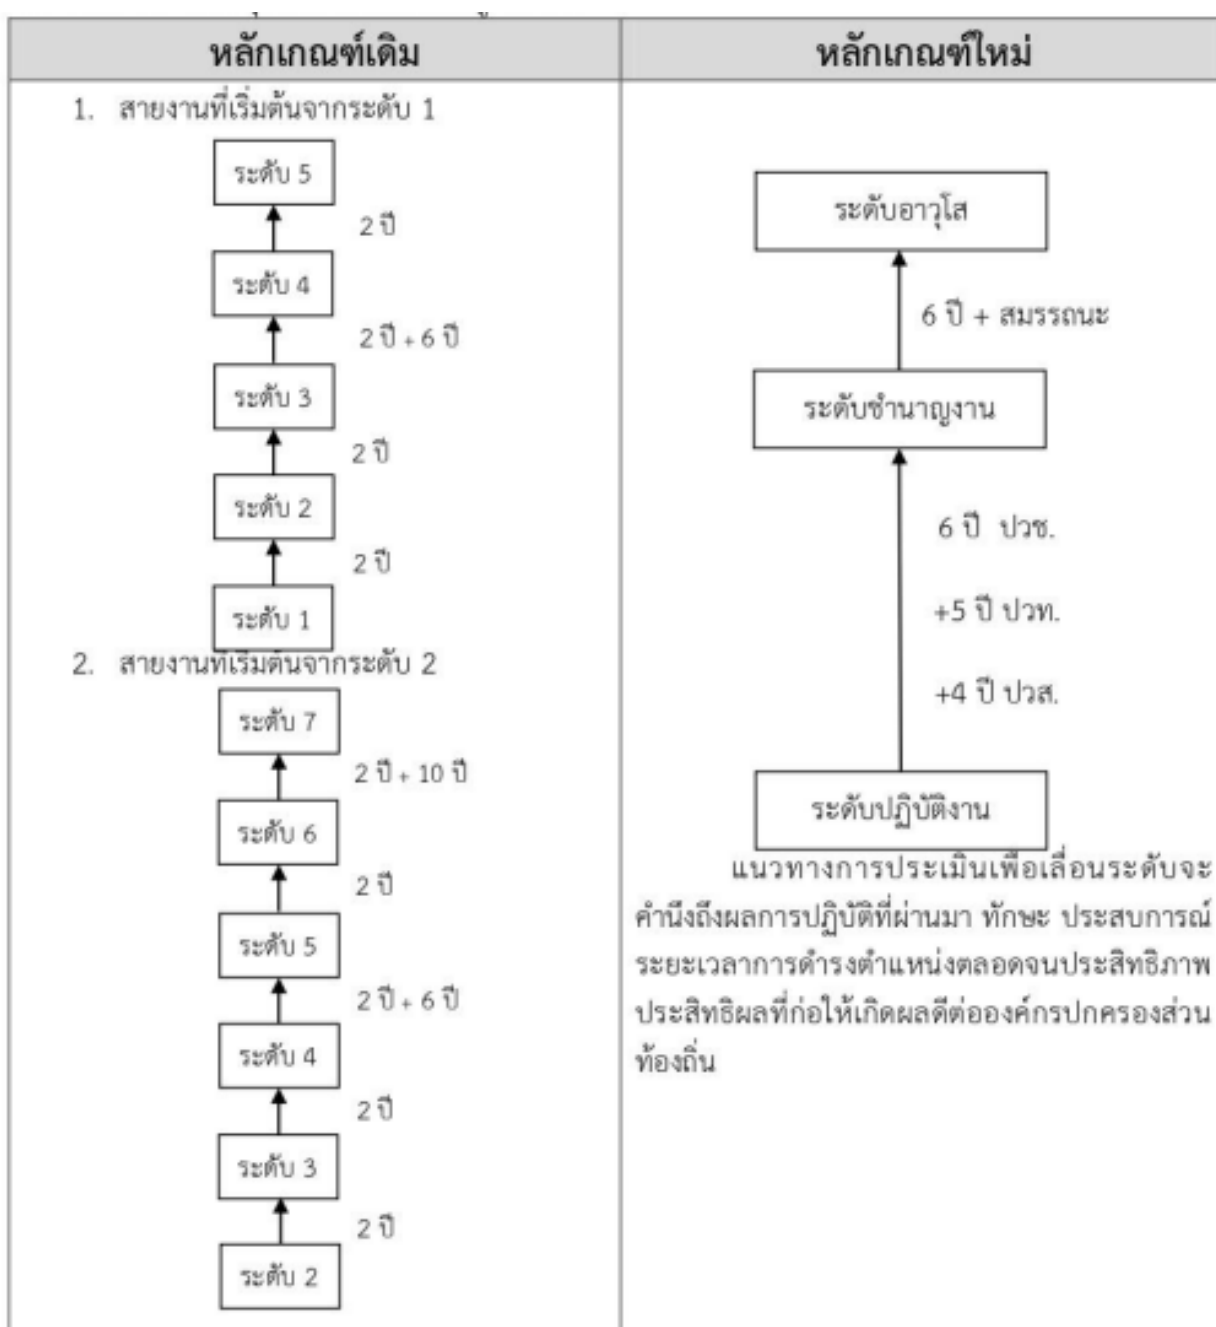 หลักเกณฑ์เดิม
1. สายงานที่เริ่มต้นจากระดับ 1
ระดับ 5
2 ปี
ระดับ 4
2 ปี + 6 ปี
ระดับ 3
2 ปี
ระดับ 2
2 ปี
ระดับ 1
2. สายงานที่เริ่มต้นจากระดับ 2
ระดับ 7
2 ปี + 10 ปี
ระดับ 6
2 ปี
ระดับ 5
2 ปี + 6 ปี
ระดับ 4
2 ปี
ระดับ 3
2 ปี
ระดับ 2
หลักเกณฑ์ใหม่
ระดับอาวุโส
6 ปี + สมรรถนะ
ระดับชำนาญงาน
6 ปี ปวช.
+5 ปี ปวท.
+4 ปี ปวส.
ระดับปฏิบัติงาน
แนวทางการประเมินเพื่อเลื่อนระดับจะ
คำนึงถึงผลการปฏิบัติที่ผ่านมา ทักษะ ประสบการณ์
ระยะเวลาการดำรงตำแหน่งตลอดจนประสิทธิภาพ
ประสิทธิผลที่ก่อให้เกิดผลดีต่อองค์กรปกครองส่วน
ท้องถิ่น